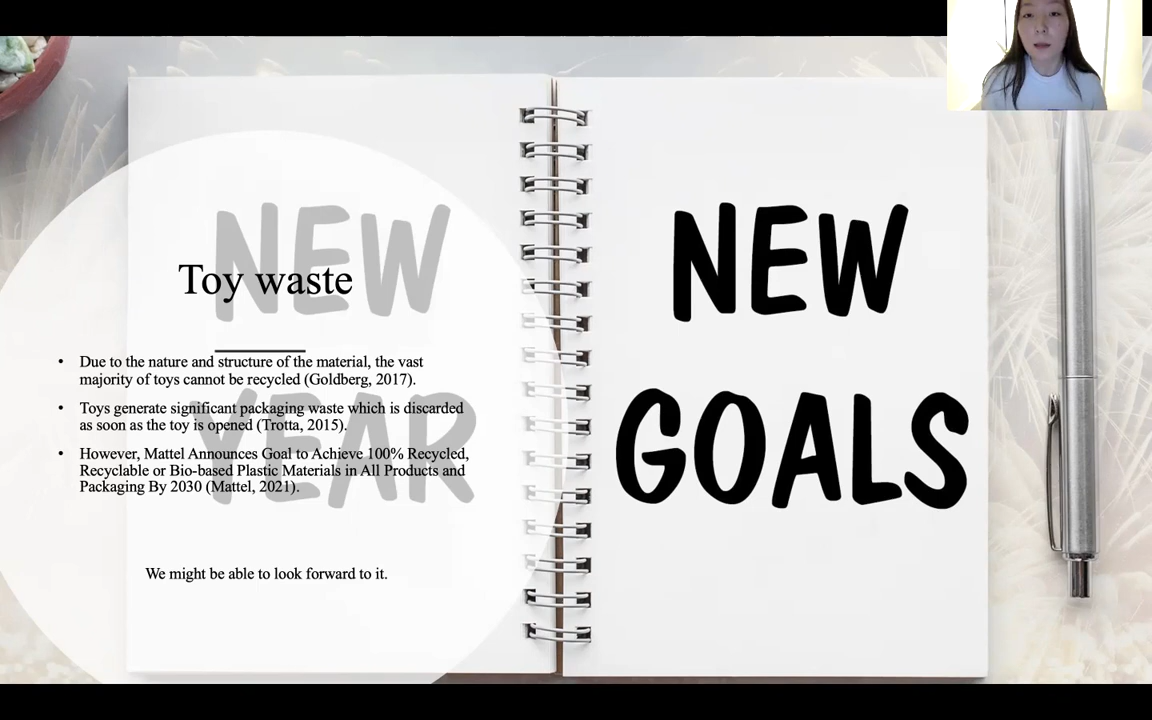 NEW
YEAR
Toy waste
• Due to the nature and structure of the material, the vast
majority of toys cannot be recycled (Goldberg, 2017).
• Toys generate significant packaging waste which is discarded
as soon as the toy is opened (Trotta, 2015).
• However, Mattel Announces Goal to Achieve 100% Recycled,
Recyclable or Bio-based Plastic Materials in All Products and
Packaging By 2030 (Mattel, 2021).
We might be able to look forward to it.
NEW
GOALS